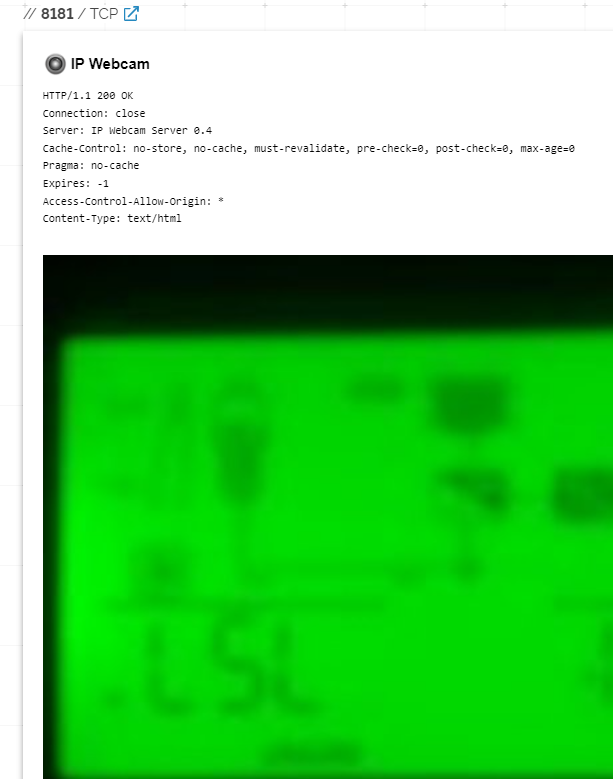 // 8181 / TCP
IP Webcam
HTTP/1.1 200 OK
Connection: close
Server: IP Webcam Server 0.4
Cache-Control: no-store, no-cache, must-revalidate, pre-check=0, post-check=0, max-age=0
Pragma: no-cache
Expires: -1
Access-Control-Allow-Origin: *
Content-Type: text/html